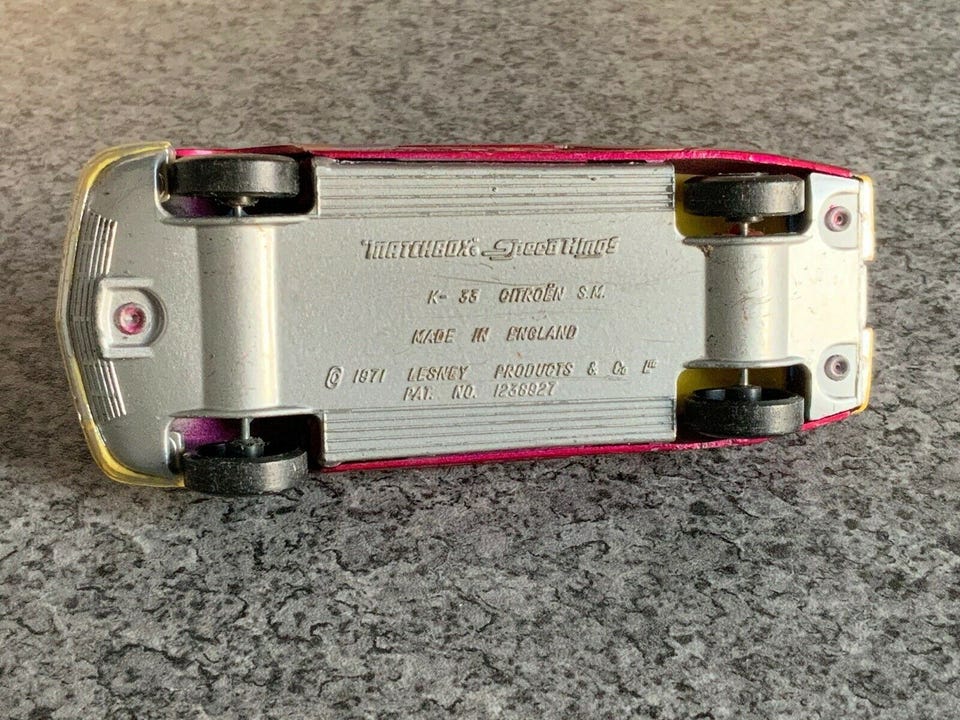 "MATCHBOX" Speed Kings
K- 33 CITROËN S.M.
MADE IN ENGLAND
© 1971 LESNEY PRODUCTS & Co LTD
PAT. NO. 1238927